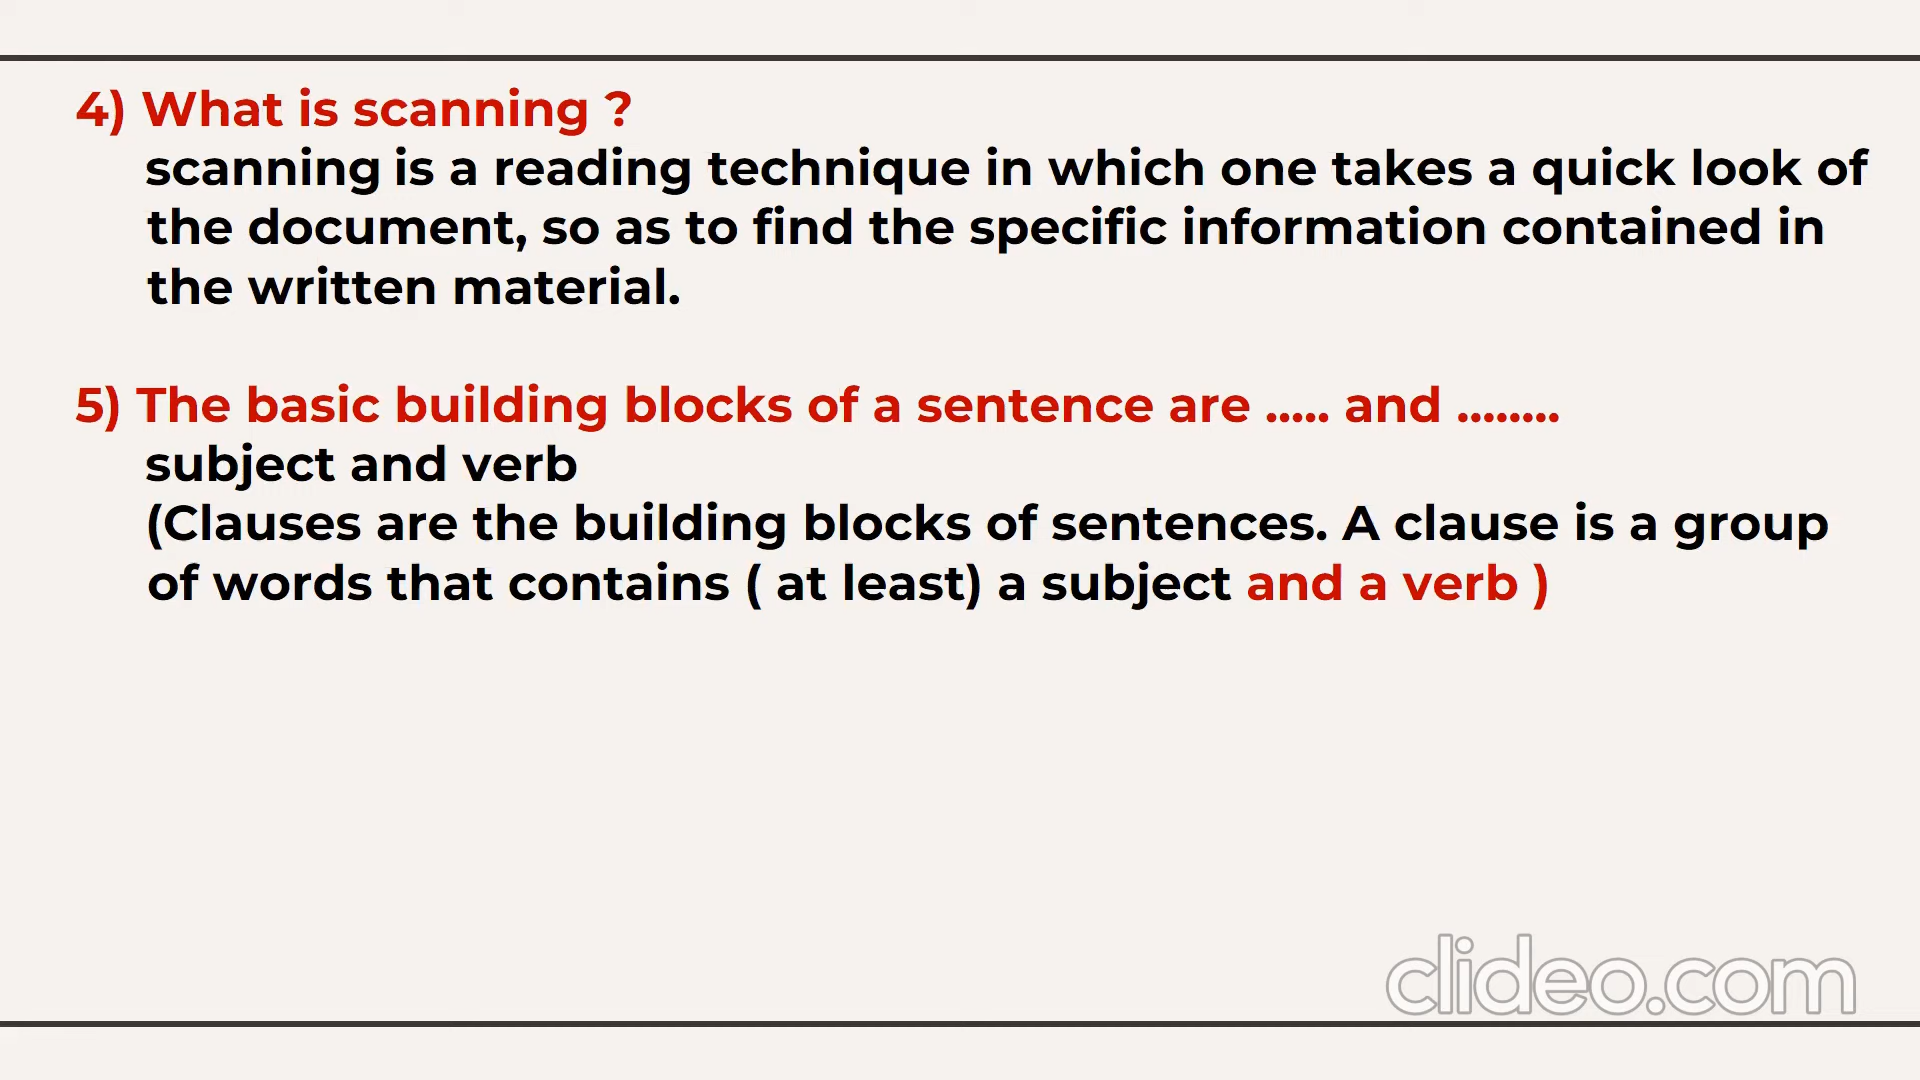 4) What is scanning ?
scanning is a reading technique in which one takes a quick look of
the document, so as to find the specific information contained in
the written material.
5) The basic building blocks of a sentence are ..... and ........
subject and verb
(Clauses are the building blocks of sentences. A clause is a group
of words that contains ( at least) a subject and a verb )
clideo.com